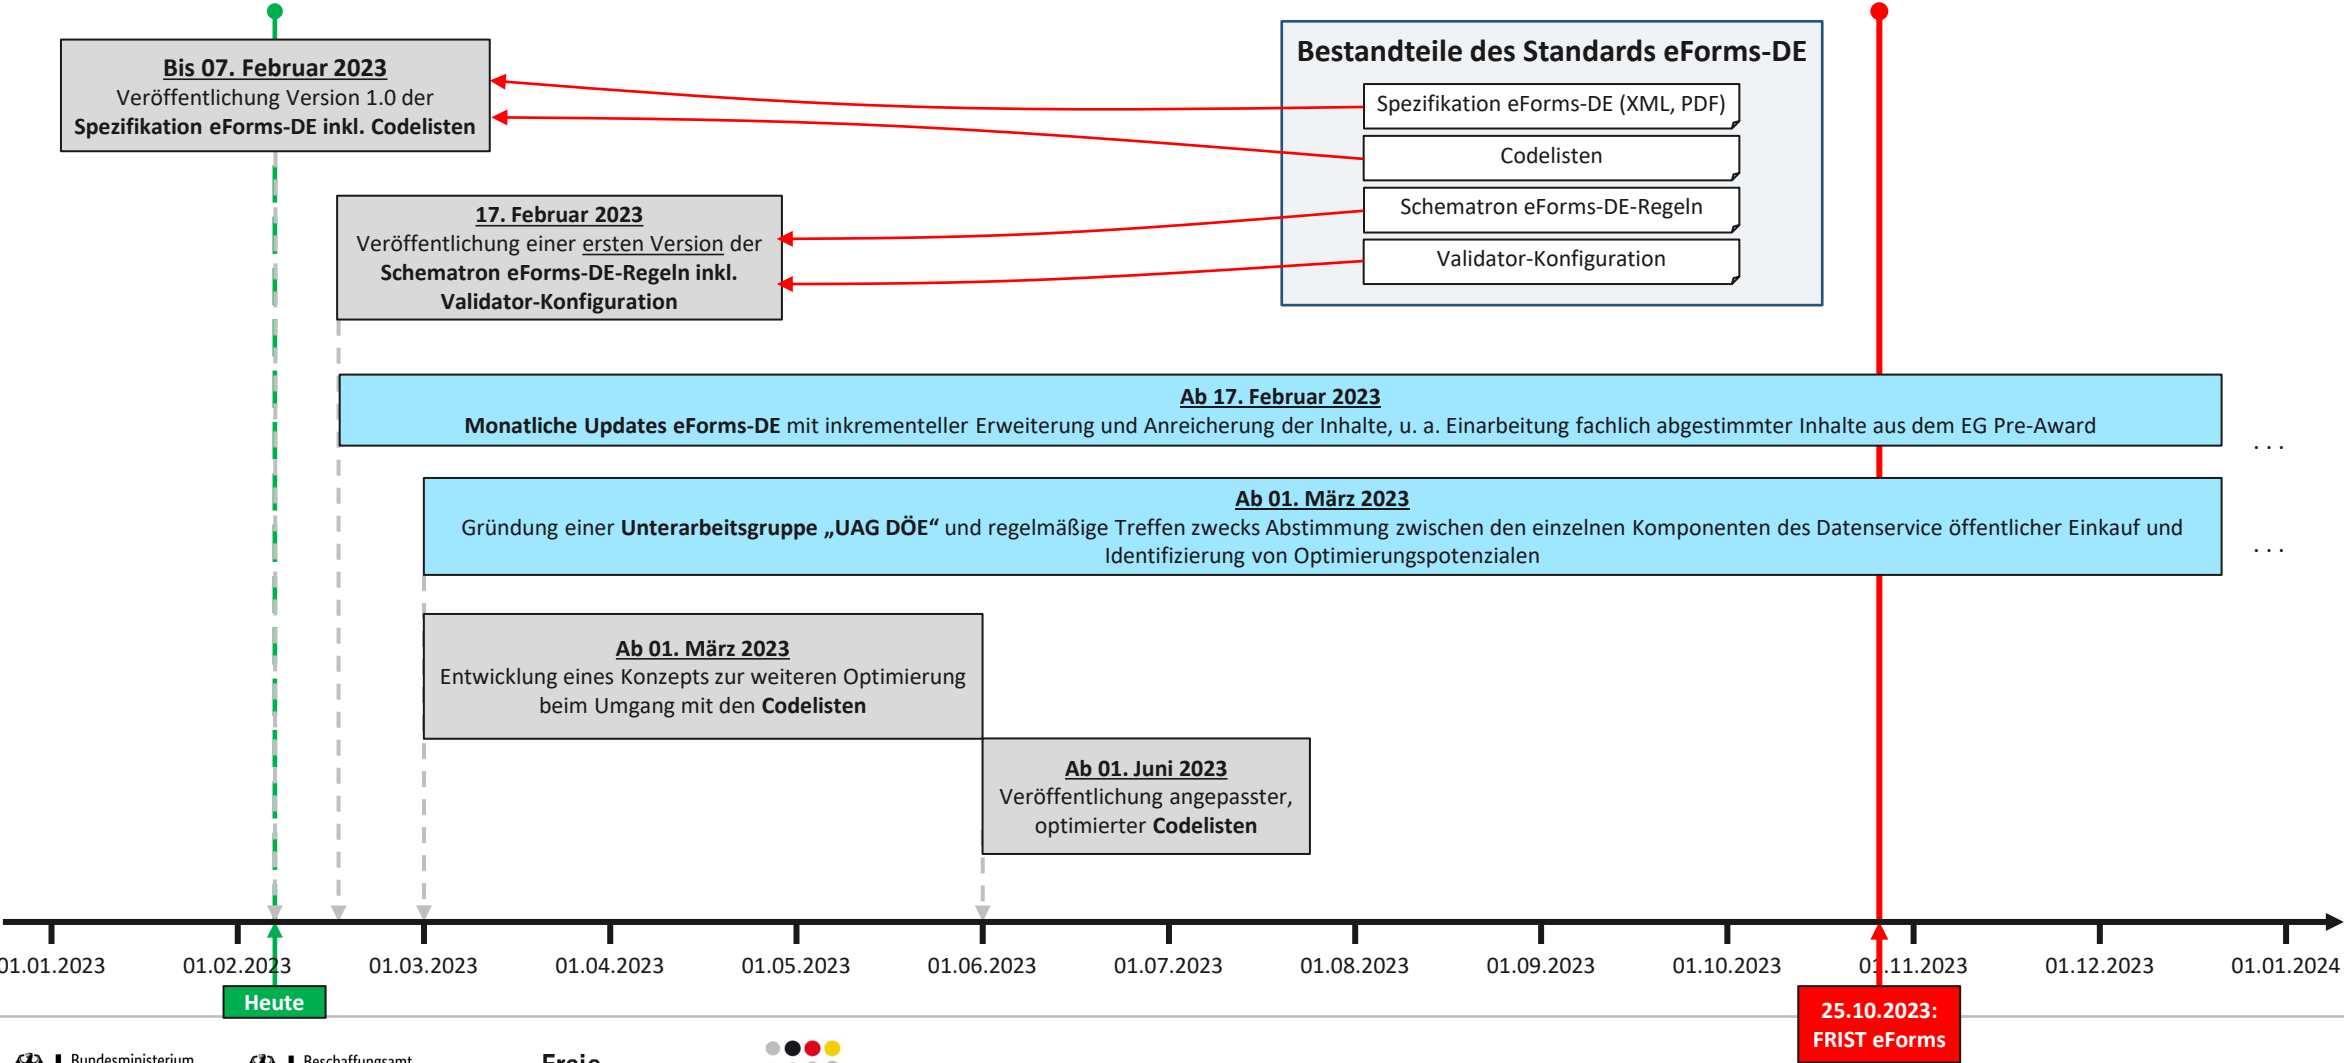 Bis 07. Februar 2023
Veröffentlichung Version 1.0 der
Spezifikation eForms-DE inkl. Codelisten
Bestandteile des Standards eForms-DE
Spezifikation eForms-DE (XML, PDF)
Codelisten
Schematron eForms-DE-Regeln
Validator-Konfiguration
17. Februar 2023
Veröffentlichung einer ersten Version der
Schematron eForms-DE-Regeln inkl.
Validator-Konfiguration
Ab 17. Februar 2023
Monatliche Updates eForms-DE mit inkrementeller Erweiterung und Anreicherung der Inhalte, u. a. Einarbeitung fachlich abgestimmter Inhalte aus dem EG Pre-Award
. . .
Ab 01. März 2023
Gründung einer Unterarbeitsgruppe „UAG DÖE“ und regelmäßige Treffen zwecks Abstimmung zwischen den einzelnen Komponenten des Datenservice öffentlicher Einkauf und
Identifizierung von Optimierungspotenzialen
. . .
Ab 01. März 2023
Entwicklung eines Konzepts zur weiteren Optimierung
beim Umgang mit den Codelisten
Ab 01. Juni 2023
Veröffentlichung angepasster,
optimierter Codelisten
01.01.2023 01.02.2023 01.03.2023 01.04.2023 01.05.2023 01.06.2023 01.07.2023 01.08.2023 01.09.2023 01.10.2023 01.11.2023 01.12.2023 01.01.2024
Heute
25.10.2023:
FRIST eForms
Bundesministerium
Beschaffungsamt
Freie